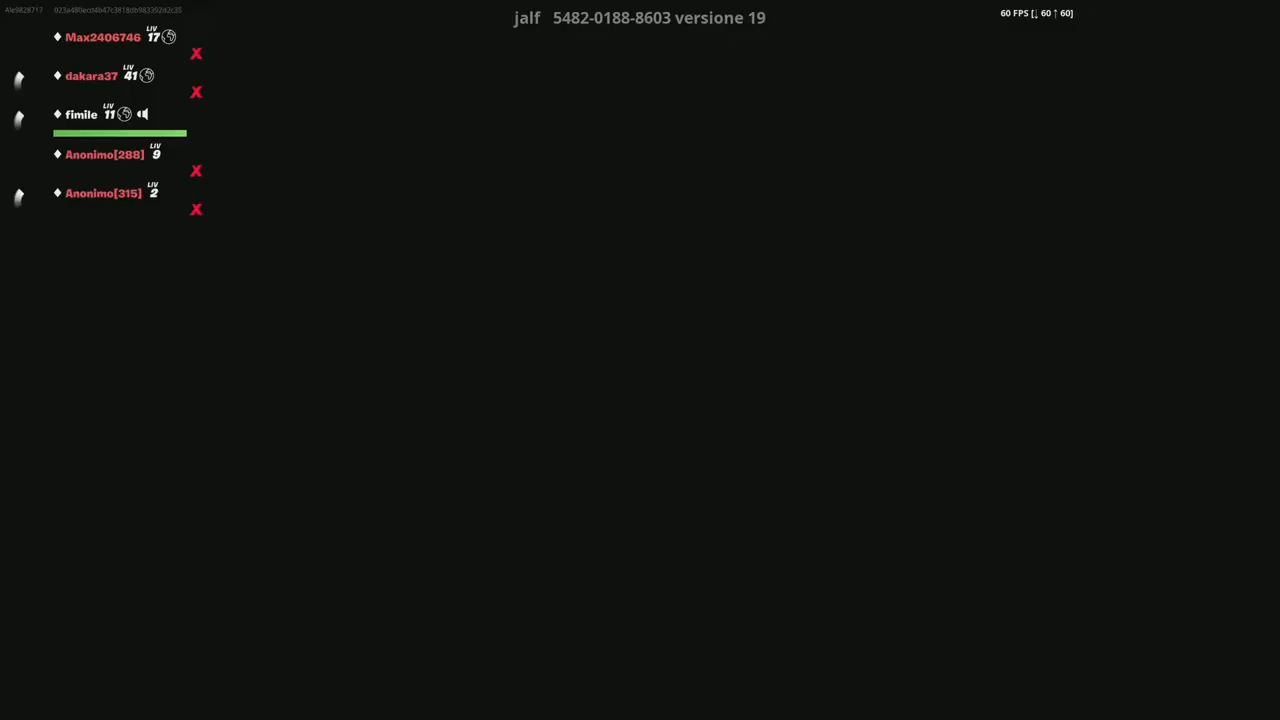 Ale9828717
jalf 5482-0188-8603 versione 19
60 FPS [↓ 60 ↑ 60]
Max2406746 LIV 17
X
dakara37 LIV 41
X
fimile LIV 11
Anonimo[288] LIV 9
X
Anonimo[315] LIV 2
X